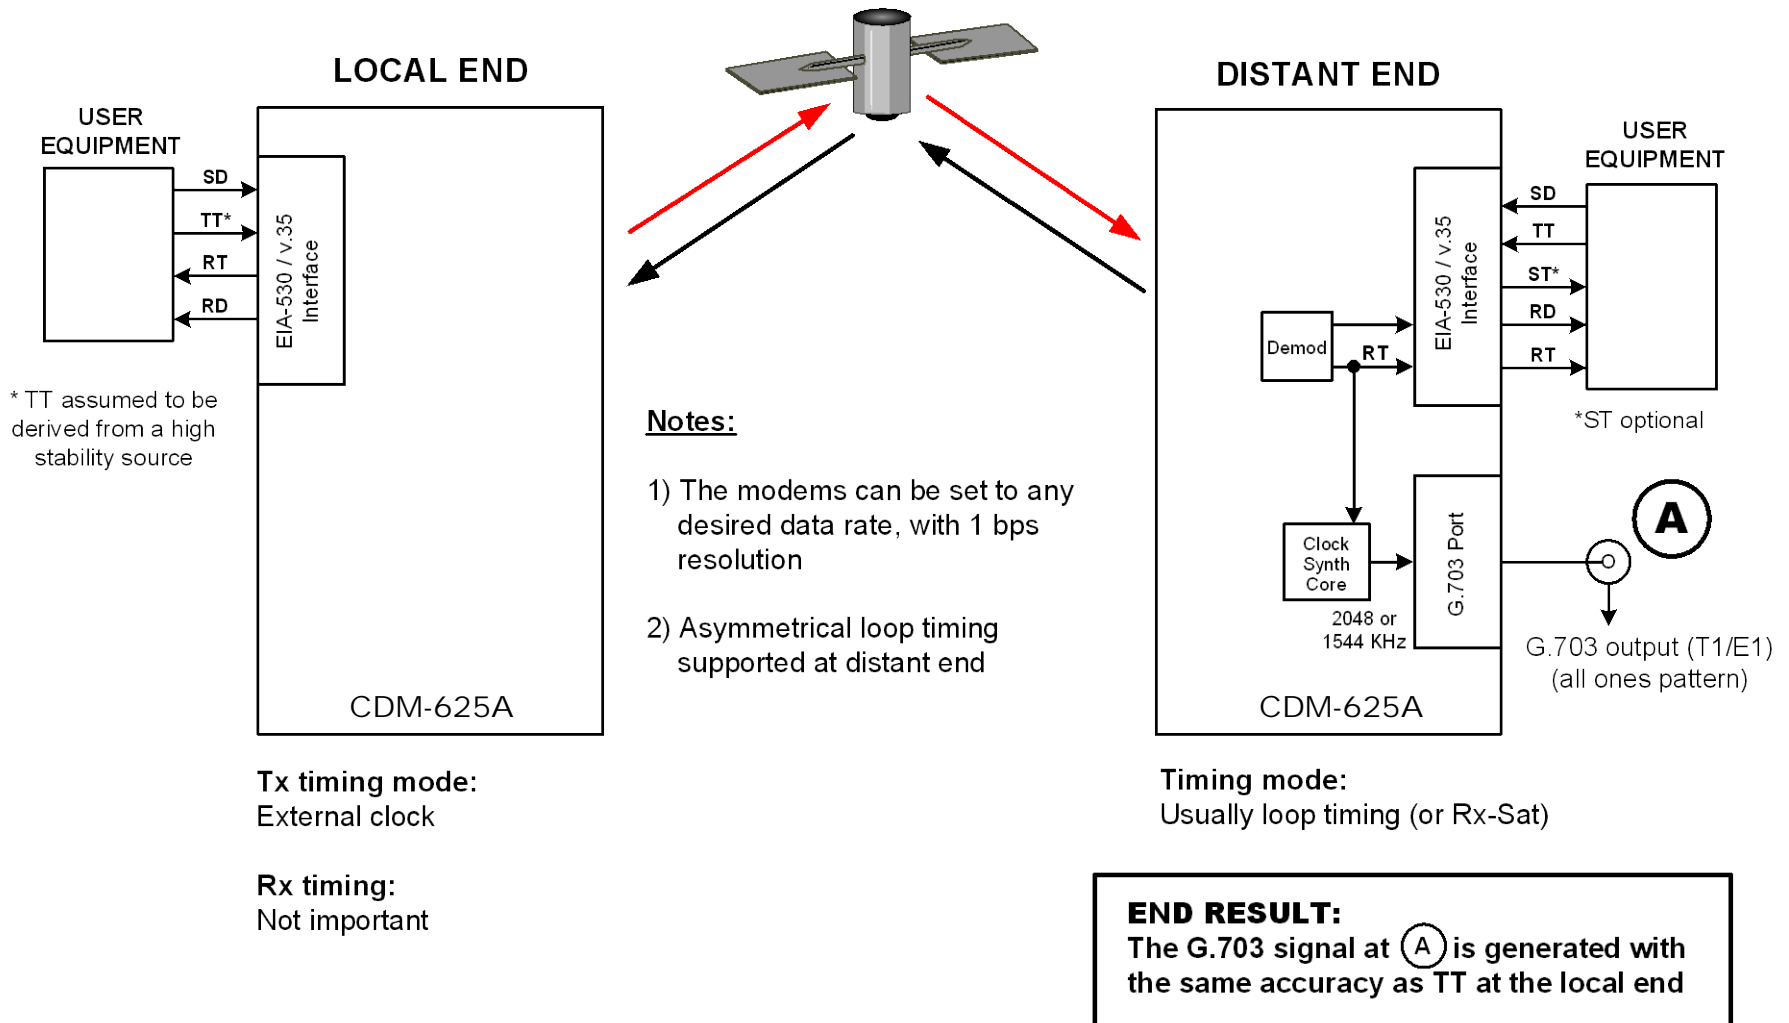 LOCAL END
DISTANT END
USER
EQUIPMENT
SD
TT*
RT
RD
EIA-530 / v.35
Interface
* TT assumed to be
derived from a high
stability source
CDM-625A
Tx timing mode:
External clock
Rx timing:
Not important
Notes:
1) The modems can be set to any
desired data rate, with 1 bps
resolution
2) Asymmetrical loop timing
supported at distant end
USER
EQUIPMENT
SD
TT
ST*
RD
RT
EIA-530 / v.35
Interface
Demod
RT
*ST optional
A
Clock
Synth
Core
2048 or
1544 KHz
G.703 Port
G.703 output (T1/E1)
(all ones pattern)
CDM-625A
Timing mode:
Usually loop timing (or Rx-Sat)
END RESULT:
The G.703 signal at A is generated with
the same accuracy as TT at the local end